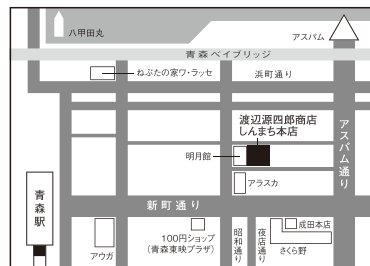 八甲田丸
アスパム
青森ベイブリッジ
ねぶたの家ワ・ラッセ
浜町通り
渡辺源四郎商店
しんまち本店
明月館
アスパム通り
アラスカ
青森駅
新町通り
アウガ
100円ショップ
(青森東映プラザ)
昭和通り
夜店通り
成田本店
さくら野